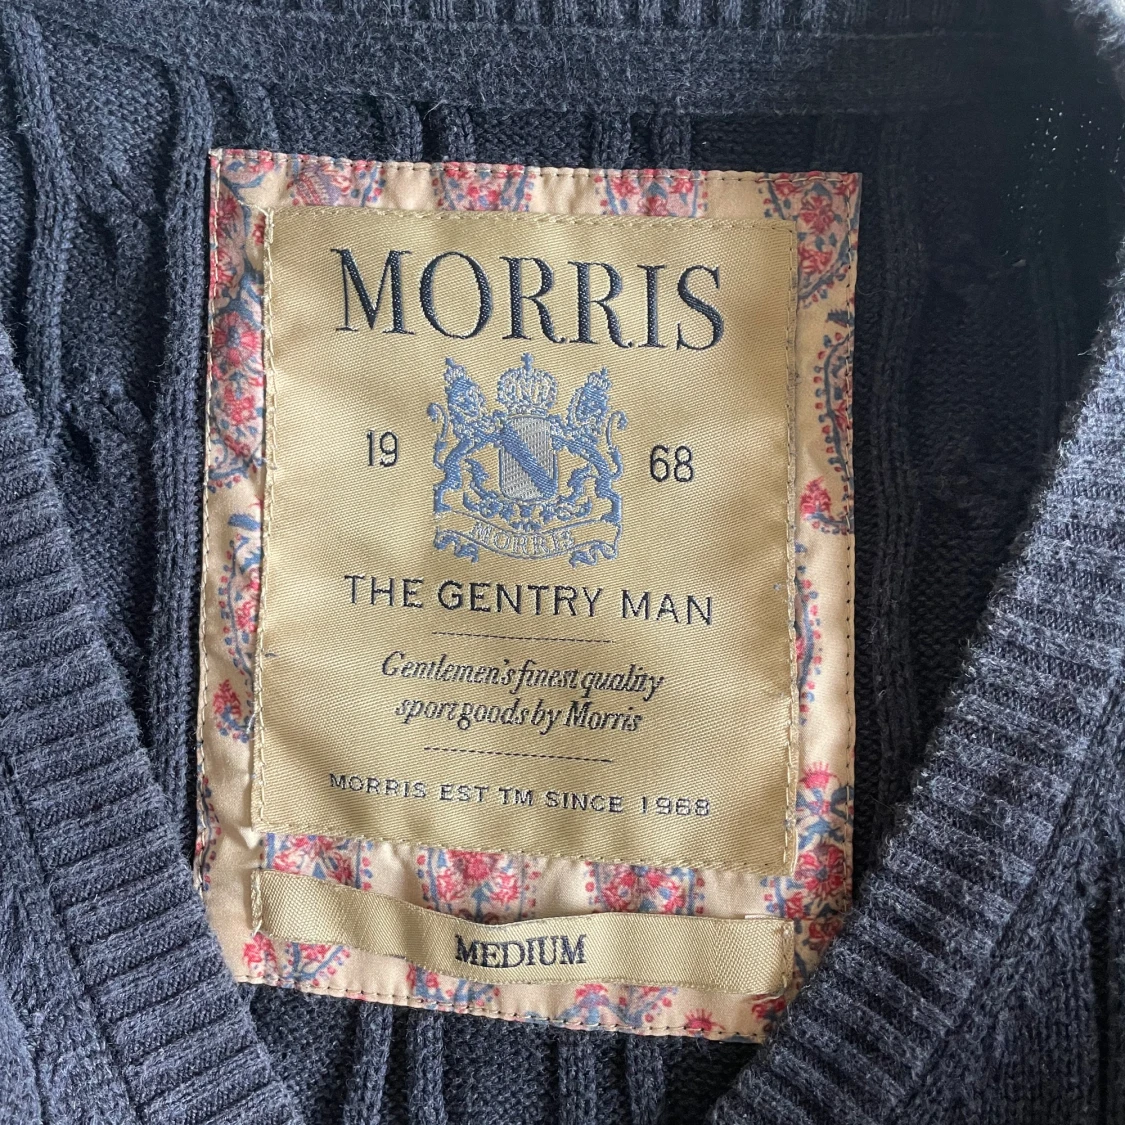 MORRIS
19 68
MORRIS
THE GENTRY MAN
Gentlemen's finest quality
sport goods by Morris
MORRIS EST TM SINCE 1968
MEDIUM